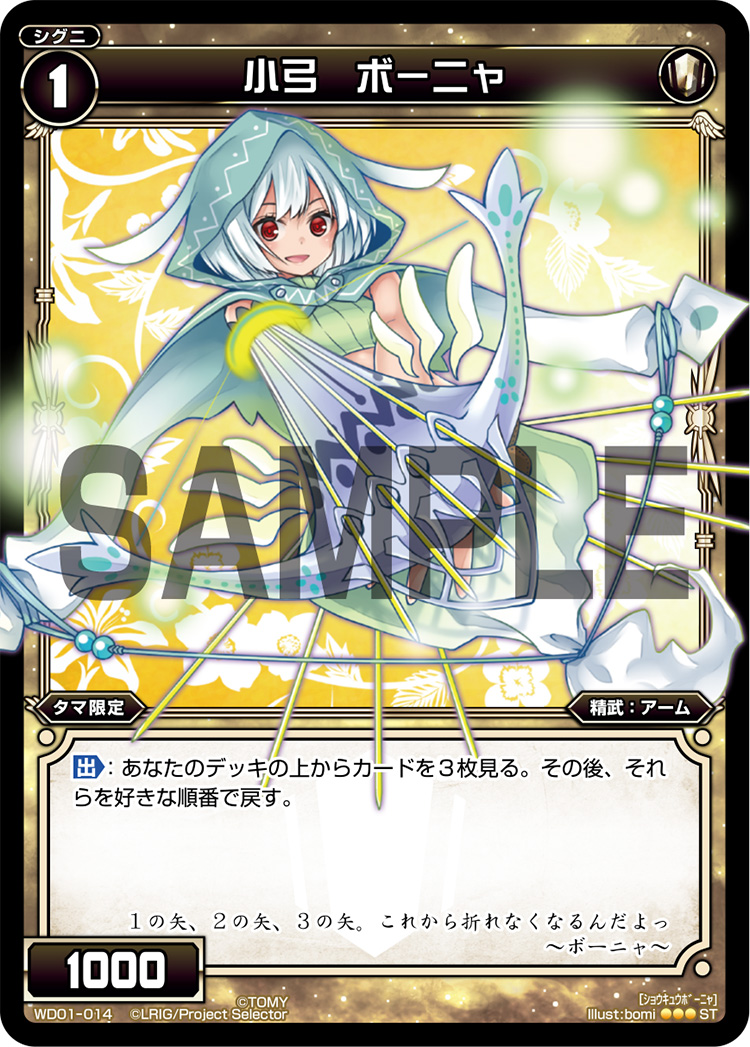 シグニ
1
小弓 ボーニャ
SAMPLE
タマ限定
精武：アーム
出：あなたのデッキの上からカードを３枚見る。その後、それ
らを好きな順番で戻す。
１の矢、２の矢、３の矢。これから折れなくなるんだよっ
～ボーニャ～
1000
WD01-014 ©LRIG/Project Selector
©TOMY
[ショウキュウボーニャ]
Illust:bomi ST